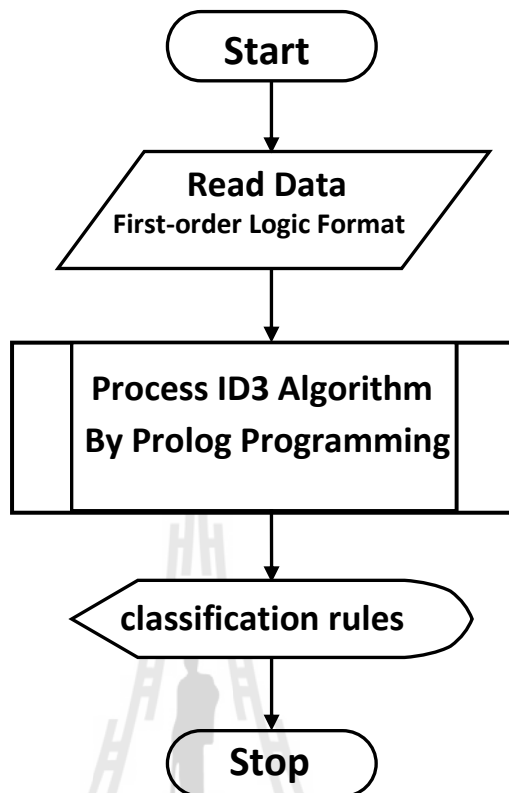 Start
Read Data
First-order Logic Format
Process ID3 Algorithm
By Prolog Programming
classification rules
Stop